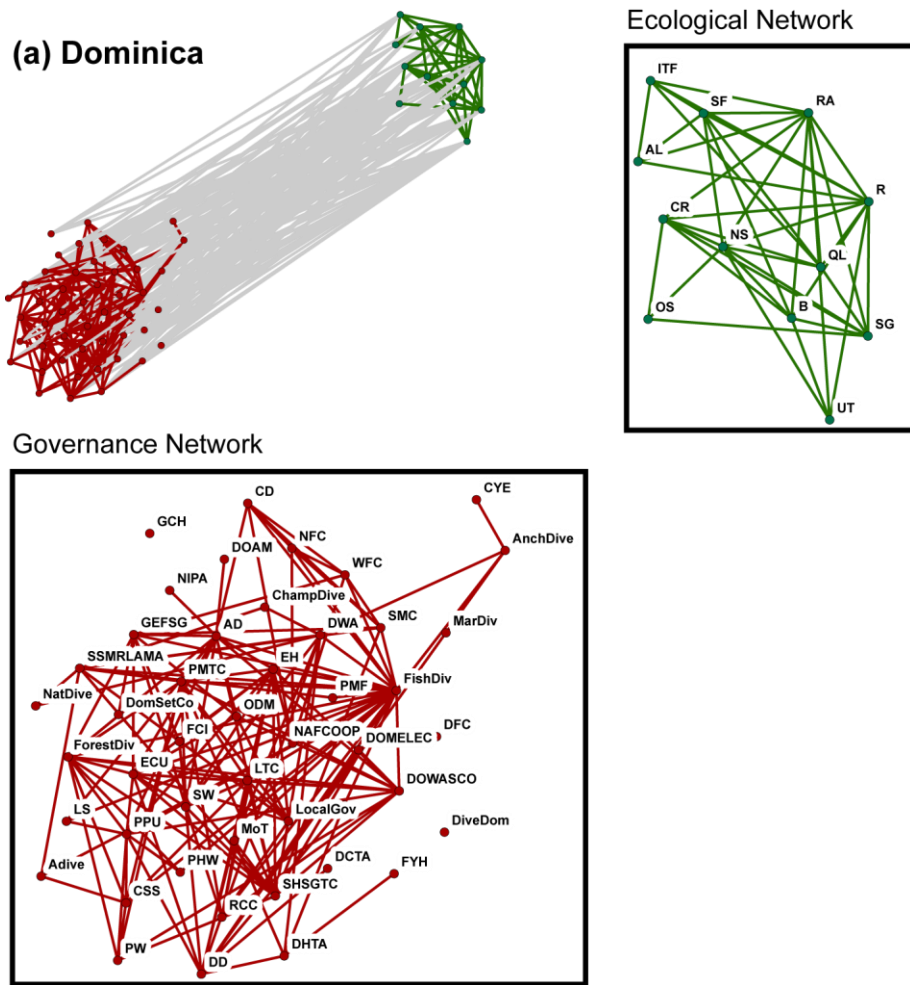 Ecological Network
(a) Dominica
ITF
SF
RA
AL
R
CR
NS
QL
OS
B
SG
UT
Governance Network
CD
CYE
GCH
NFC
AnchDive
DOAM
WFC
NIPA
ChampDive
GEFSG
AD
DWA
SMC
MarDiv
SSMRLAMA
PMTC
EH
PMF
FishDiv
NatDive
DomSetCo
ODM
FCI
NAFCOOP
DOMELEC
DFC
ForestDiv
ECU
LTC
DOWASCO
LS
PPU
SW
LocalGov
MoT
DiveDom
Adive
PHW
DCTA
FYH
CSS
SHSGTC
RCC
PW
DD
DHTA